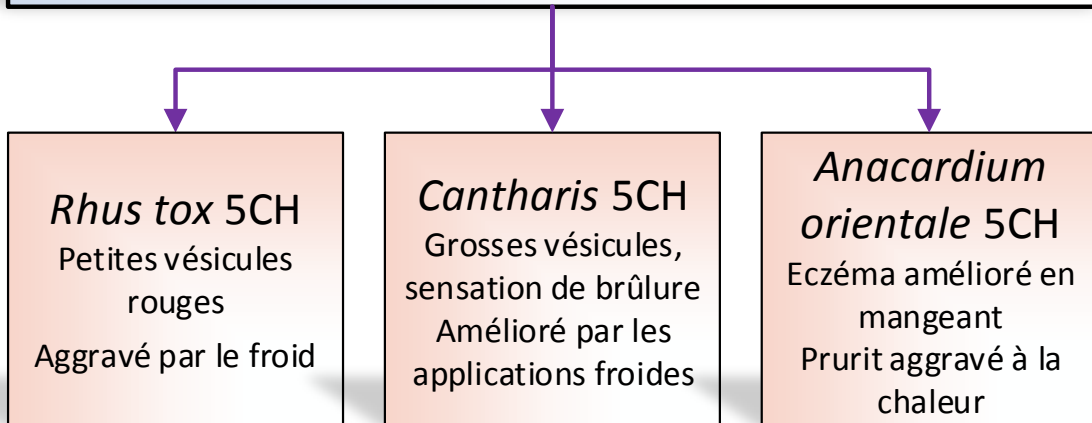 Rhus tox 5CH
Petites vésicules
rouges
Aggravé par le froid
Cantharis 5CH
Grosses vésicules,
sensation de brûlure
Amélioré par les
applications froides
Anacardium
orientale 5CH
Eczéma amélioré en
mangeant
Prurit aggravé à la
chaleur